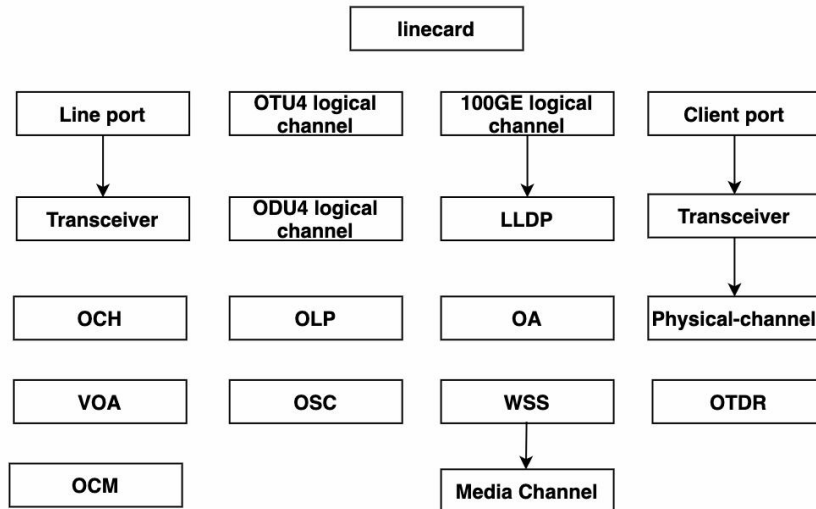 linecard
Line port
OTU4 logical
channel
100GE logical
channel
Client port
Transceiver
ODU4 logical
channel
LLDP
Transceiver
OCH
OLP
OA
Physical-channel
VOA
OSC
WSS
OTDR
OCM
Media Channel